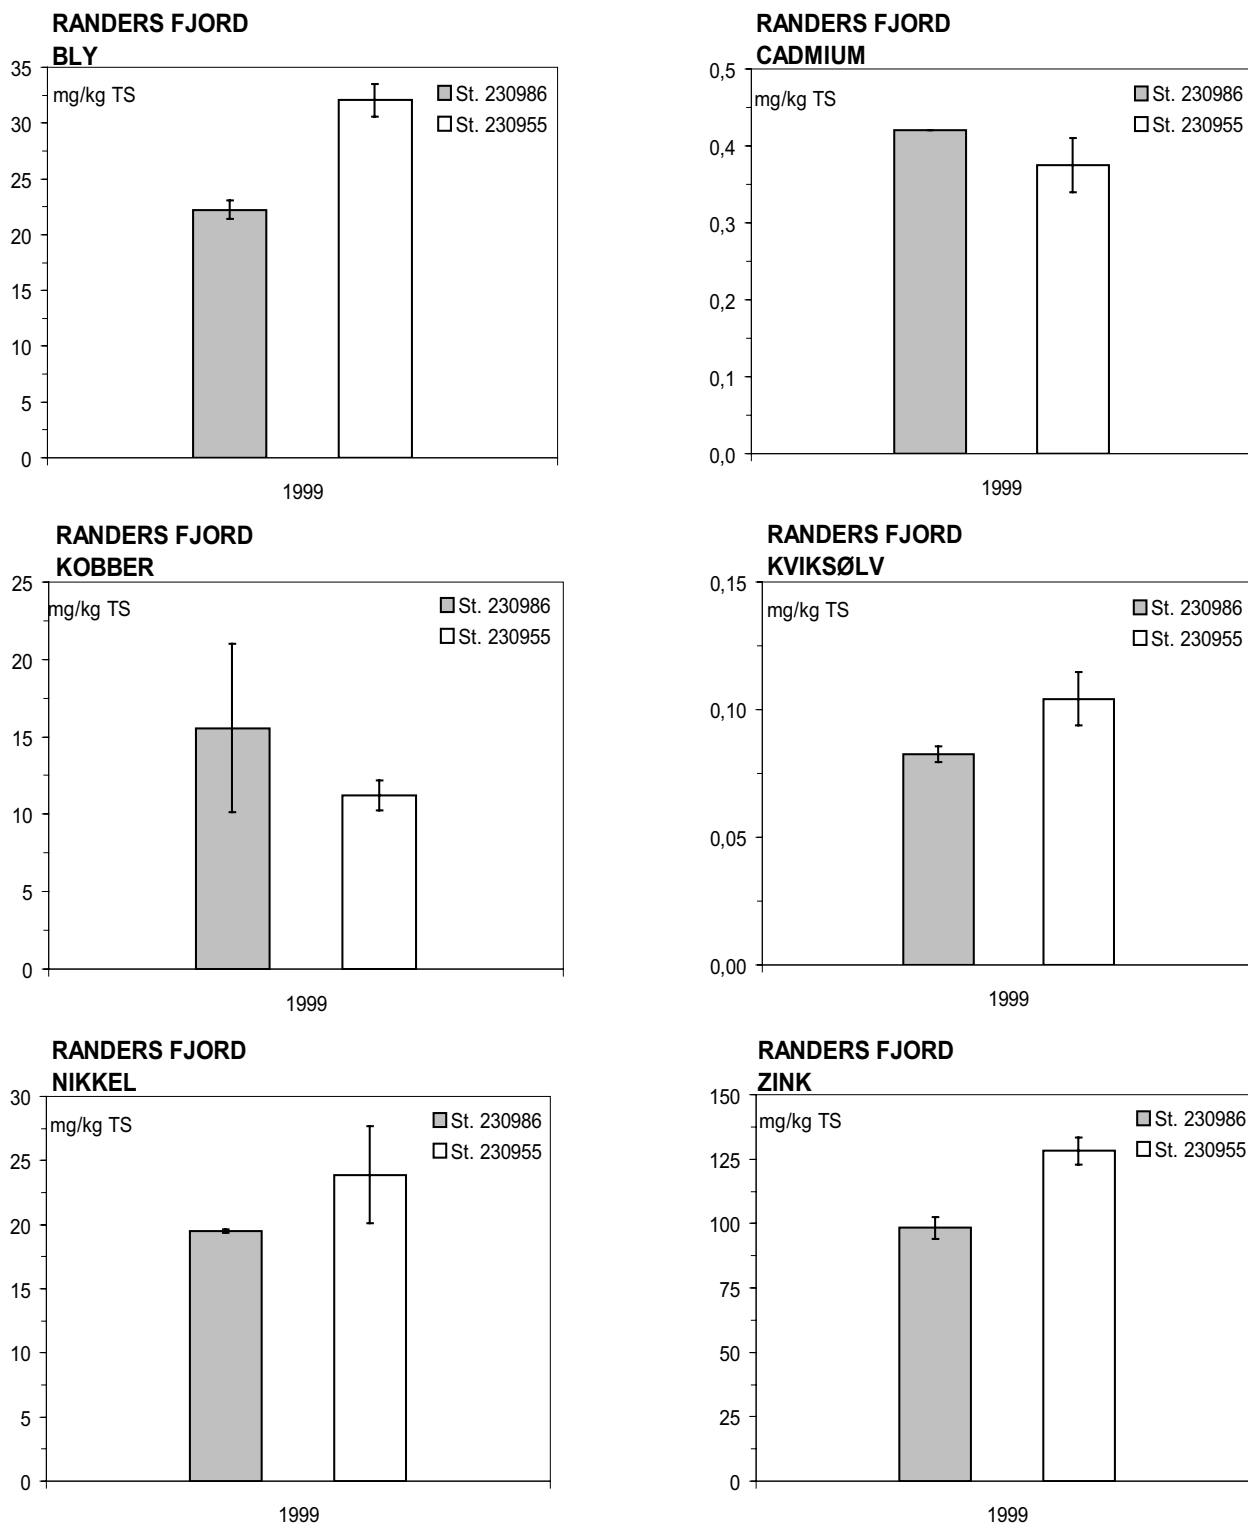 RANDERS FJORD
BLY
35
30
25
20
15
10
5
0
mg/kg TS
St. 230986
St. 230955
1999
RANDERS FJORD
CADMIUM
0,5
0,4
0,3
0,2
0,1
0,0
mg/kg TS
St. 230986
St. 230955
1999
RANDERS FJORD
KOBBER
25
20
15
10
5
0
mg/kg TS
St. 230986
St. 230955
1999
RANDERS FJORD
KVIKSØLV
0,15
0,10
0,05
0,00
mg/kg TS
St. 230986
St. 230955
1999
RANDERS FJORD
NIKKEL
30
25
20
15
10
5
0
mg/kg TS
St. 230986
St. 230955
1999
RANDERS FJORD
ZINK
150
125
100
75
50
25
0
mg/kg TS
St. 230986
St. 230955
1999